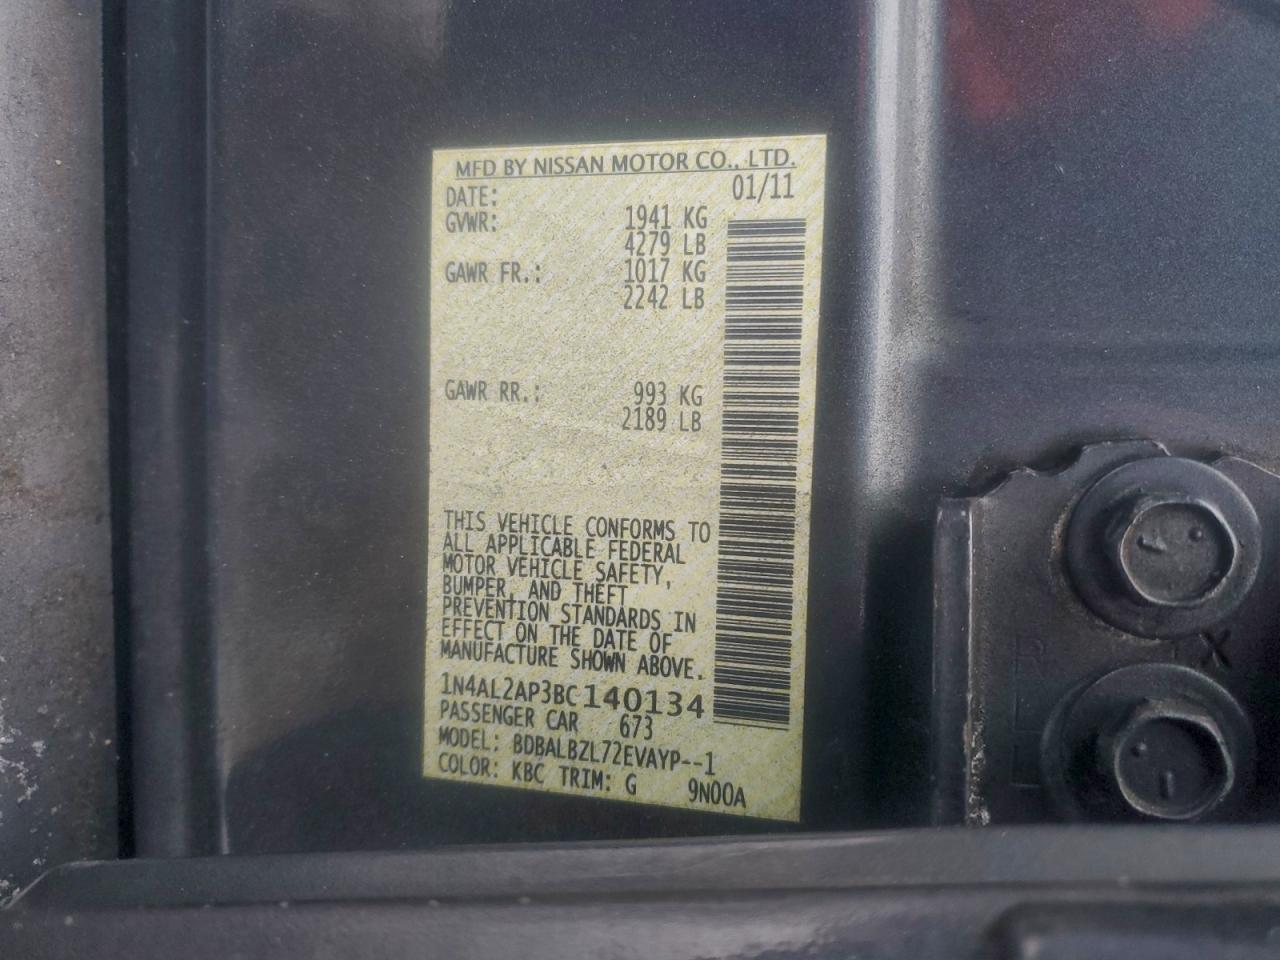 MFD BY NISSAN MOTOR CO., LTD.
DATE: 01/11
GVWR: 1941 KG
4279 LB
GAWR FR.: 1017 KG
2242 LB
GAWR RR.: 993 KG
2189 LB
THIS VEHICLE CONFORMS TO
ALL APPLICABLE FEDERAL
MOTOR VEHICLE SAFETY,
BUMPER, AND THEFT
PREVENTION STANDARDS IN
EFFECT ON THE DATE OF
MANUFACTURE SHOWN ABOVE.
1N4AL2AP3BC140134
PASSENGER CAR 673
MODEL: BDBALBZL72EVAYP--1
COLOR: KBC TRIM: G 9N00A